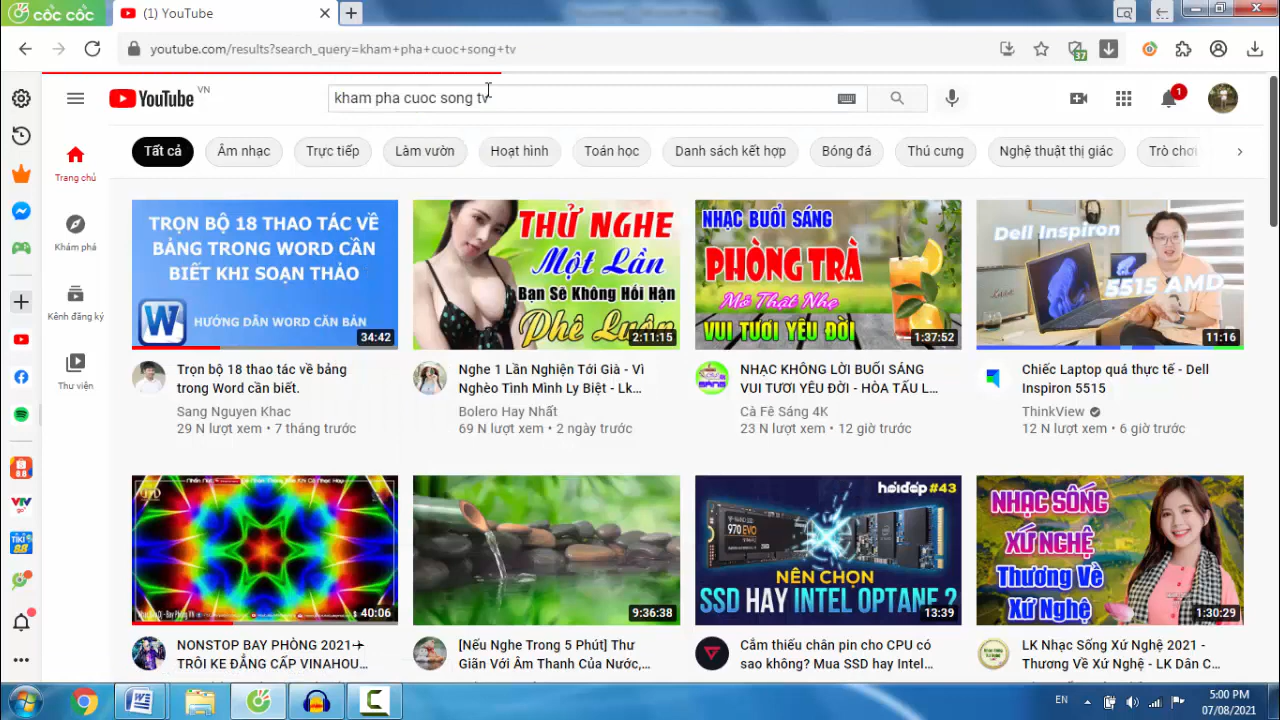 cốc cốc
(1) YouTube
youtube.com/results?search_query=kham+pha+cuoc+song+tv
37
YouTube VN
kham pha cuoc song tv
1
Tất cả
Âm nhạc
Trực tiếp
Làm vườn
Hoạt hình
Toán học
Danh sách kết hợp
Bóng đá
Thú cưng
Nghệ thuật thị giác
Trò chơi
Trang chủ
Khám phá
Kênh đăng ký
Thư viện
TRỌN BỘ 18 THAO TÁC VỀ
BẢNG TRONG WORD CẦN
BIẾT KHI SOẠN THẢO
HƯỚNG DẪN WORD CĂN BẢN
34:42
Trọn bộ 18 thao tác về bảng
trong Word cần biết.
Sang Nguyen Khac
29 N lượt xem • 7 tháng trước
THỬ NGHE
Một Lần
Bạn Sẽ Không Hối Hận
Phê Luôn
2:11:15
Nghe 1 Lần Nghiện Tới Già - Vì
Nghèo Tình Mình Ly Biệt - Lk...
Bolero Hay Nhất
69 N lượt xem • 2 ngày trước
NHẠC BUỔI SÁNG
PHÒNG TRÀ
Mở Thật Nhẹ
VUI TƯƠI YÊU ĐỜI
1:37:52
NHẠC KHÔNG LỜI BUỔI SÁNG
VUI TƯƠI YÊU ĐỜI - HÒA TẤU L...
Cà Fê Sáng 4K
23 N lượt xem • 12 giờ trước
Dell Inspiron
5515 AMD
11:16
Chiếc Laptop quá thực tế - Dell
Inspiron 5515
ThinkView
12 N lượt xem • 6 giờ trước
40:06
NONSTOP BAY PHÒNG 2021✈
TRÔI KE ĐẲNG CẤP VINAHOU...
9:36:38
[Nếu Nghe Trong 5 Phút] Thư
Giãn Với Âm Thanh Của Nước,...
hỏiđáp #43
970 EVO
NÊN CHỌN
SSD HAY INTEL OPTANE ?
13:39
Cắm thiếu chân pin cho CPU có
sao không? Mua SSD hay Intel...
NHẠC SỐNG
XỨ NGHỆ
Thương Về
Xứ Nghệ
1:30:29
LK Nhạc Sống Xứ Nghệ 2021 -
Thương Về Xứ Nghệ - LK Dân C...
8.8
VTV
go
TIKI
8.8
EN
5:00 PM
07/08/2021